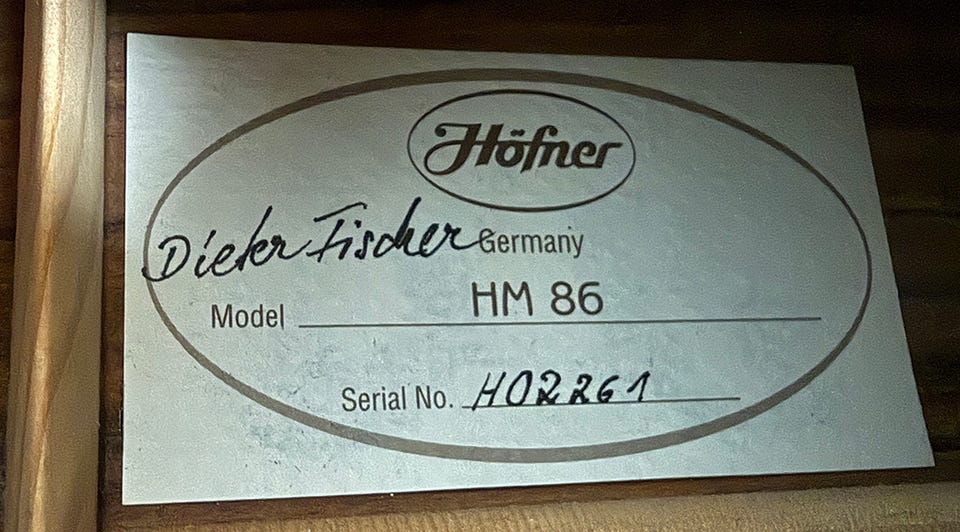 Höfner
Dieter Fischer Germany
Model HM 86
Serial No. H02261